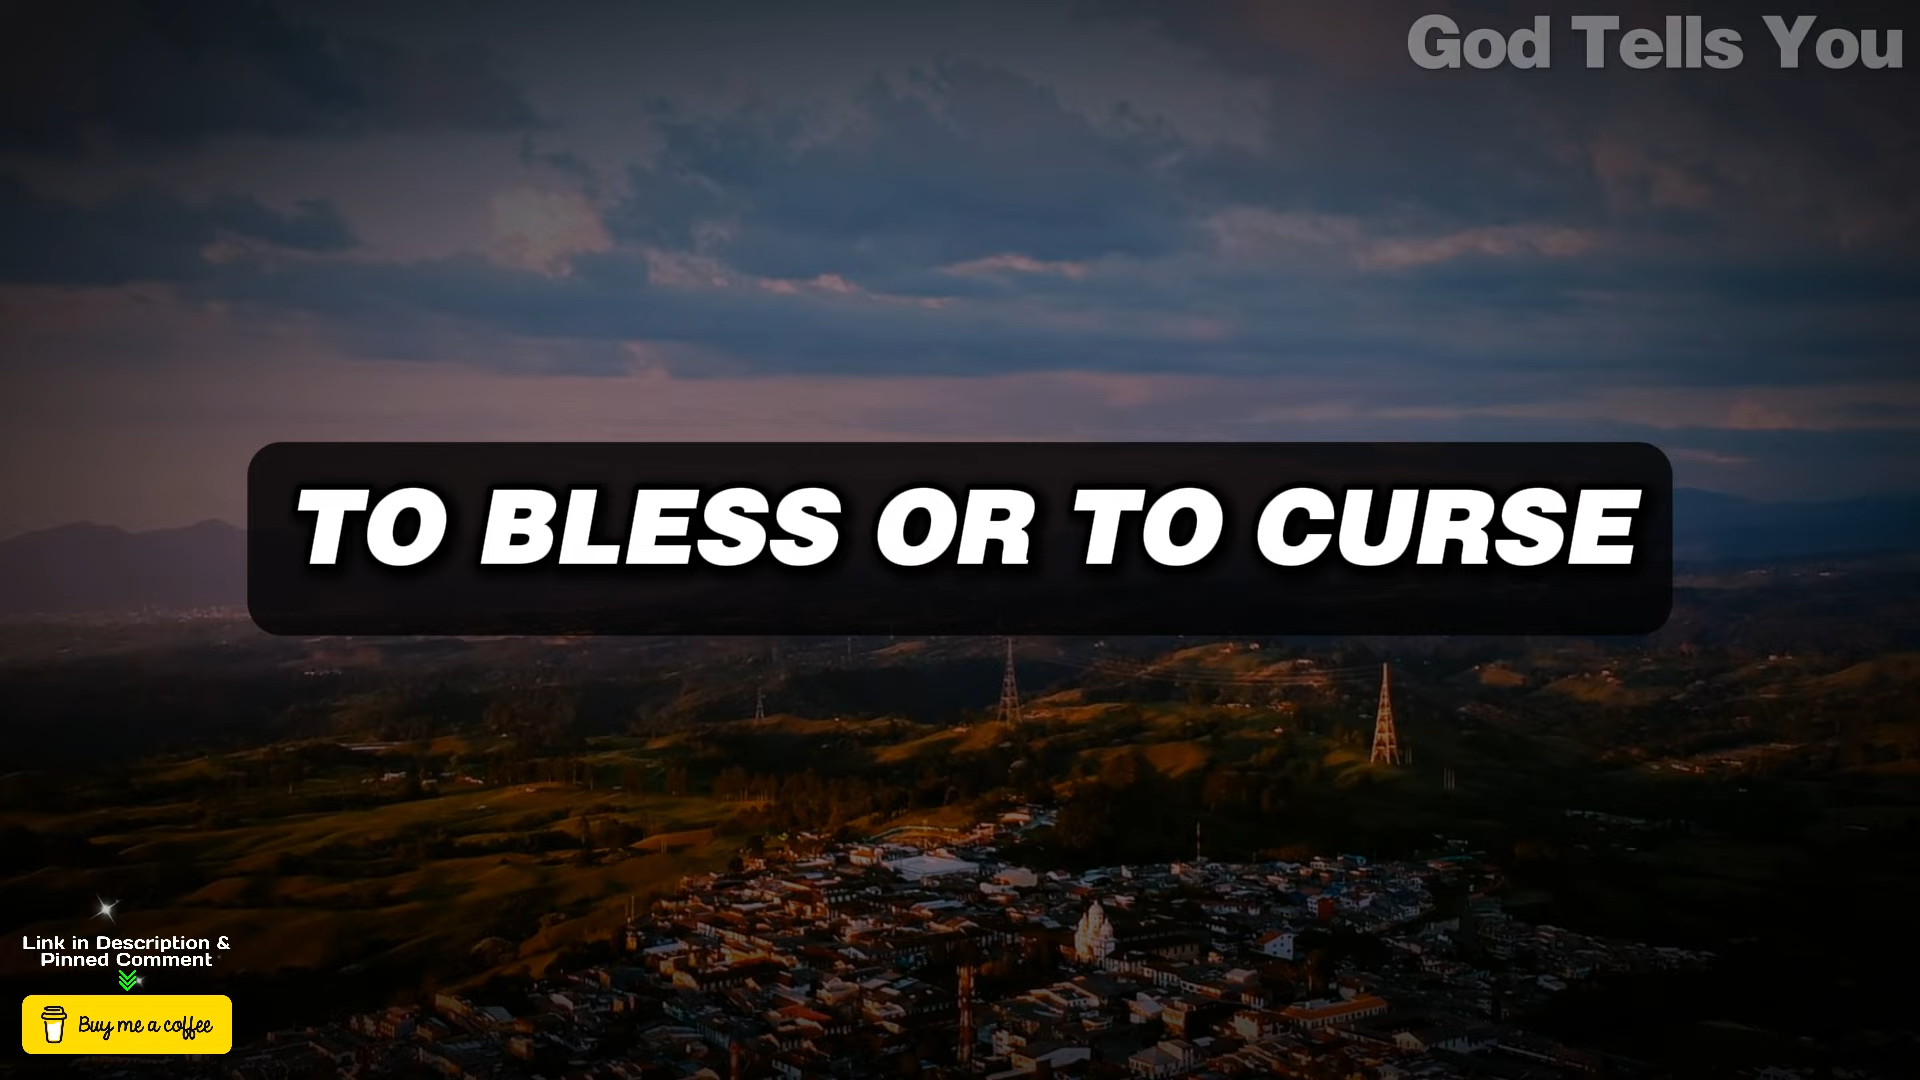 God Tells You
TO BLESS OR TO CURSE
Link in Description &
Pinned Comment
Buy me a coffee